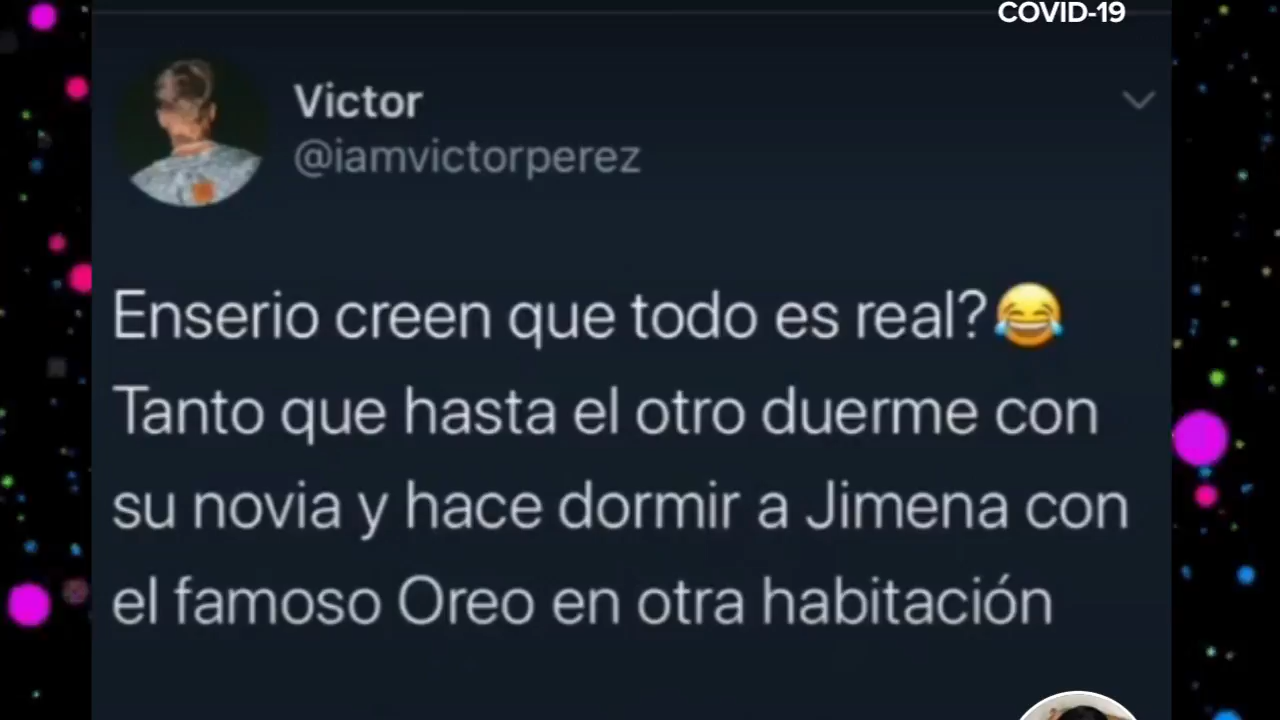 COVID-19
Victor
@iamvictorperez
Enserio creen que todo es real?😂
Tanto que hasta el otro duerme con
su novia y hace dormir a Jimena con
el famoso Oreo en otra habitación